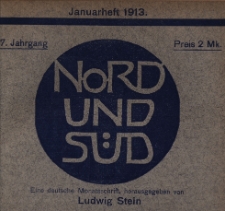 Januarheft 1913.
7. Jahrgang
Preis 2 Mk.
NORD
UND
SÜD
Eine deutsche Monatsschrift, herausgegeben von
Ludwig Stein